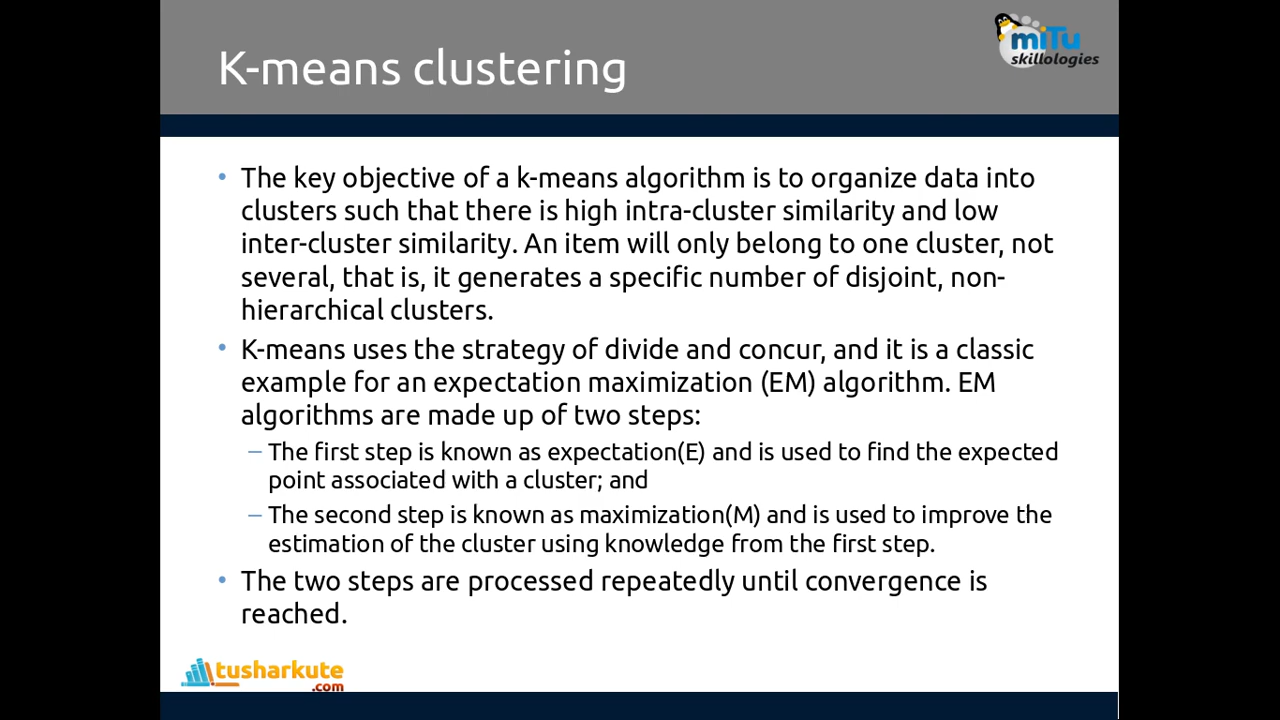 K-means clustering
miTu
skillologies
• The key objective of a k-means algorithm is to organize data into
clusters such that there is high intra-cluster similarity and low
inter-cluster similarity. An item will only belong to one cluster, not
several, that is, it generates a specific number of disjoint, non-
hierarchical clusters.
• K-means uses the strategy of divide and concur, and it is a classic
example for an expectation maximization (EM) algorithm. EM
algorithms are made up of two steps:
– The first step is known as expectation(E) and is used to find the expected
point associated with a cluster; and
– The second step is known as maximization(M) and is used to improve the
estimation of the cluster using knowledge from the first step.
• The two steps are processed repeatedly until convergence is
reached.
tusharkute
.com